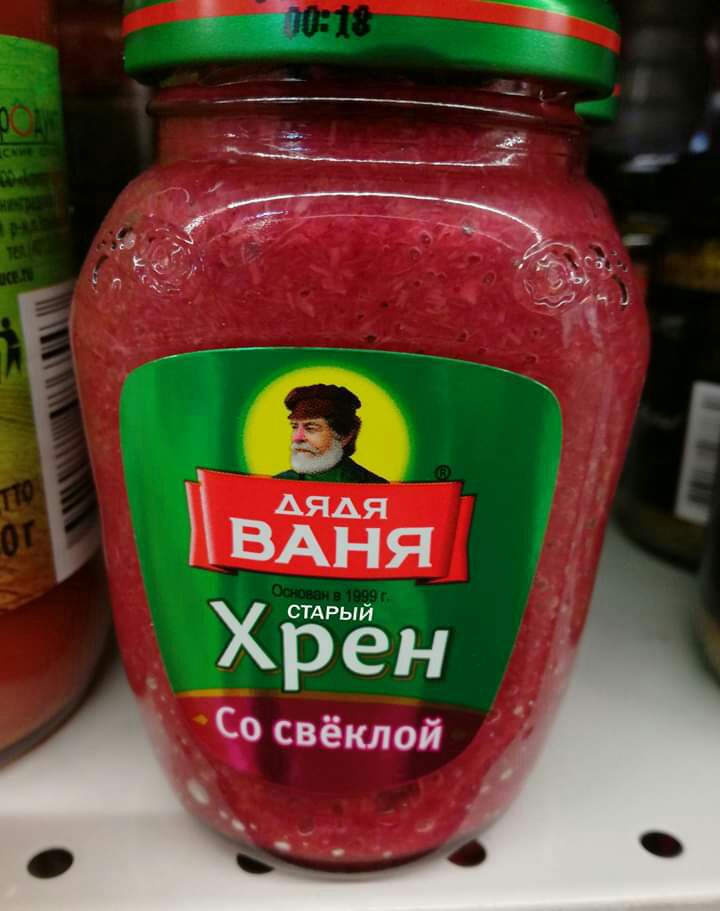 00:18
ДЯДЯ
ВАНЯ
®
Основан в 1999 г.
СТАРЫЙ
Хрен
Со свёклой